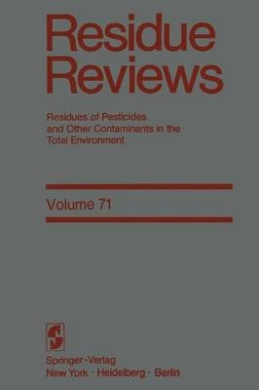 Residue
Reviews
Residues of Pesticides
and Other Contaminants in the
Total Environment
Volume 71
Springer-Verlag
New York · Heidelberg · Berlin